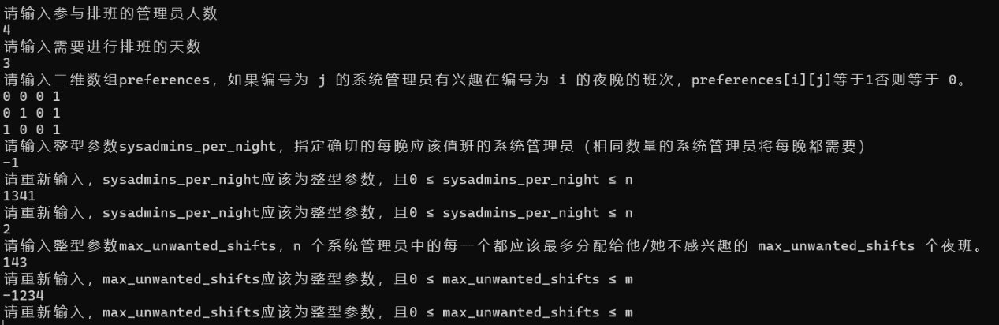 请输入参与排班的管理员人数
4
请输入需要进行排班的天数
3
请输入二维数组preferences，如果编号为 j 的系统管理员有兴趣在编号为 i 的夜晚的班次，preferences[i][j]等于1否则等于 0。
0 0 0 1
0 1 0 1
1 0 0 1
请输入整型参数sysadmins_per_night，指定确切的每晚应该值班的系统管理员（相同数量的系统管理员将每晚都需要）
-1
请重新输入，sysadmins_per_night应该为整型参数，且0 ≤ sysadmins_per_night ≤ n
1341
请重新输入，sysadmins_per_night应该为整型参数，且0 ≤ sysadmins_per_night ≤ n
2
请输入整型参数max_unwanted_shifts，n 个系统管理员中的每一个都应该最多分配给他/她不感兴趣的 max_unwanted_shifts 个夜班。
143
请重新输入，max_unwanted_shifts应该为整型参数，且0 ≤ max_unwanted_shifts ≤ m
-1234
请重新输入，max_unwanted_shifts应该为整型参数，且0 ≤ max_unwanted_shifts ≤ m